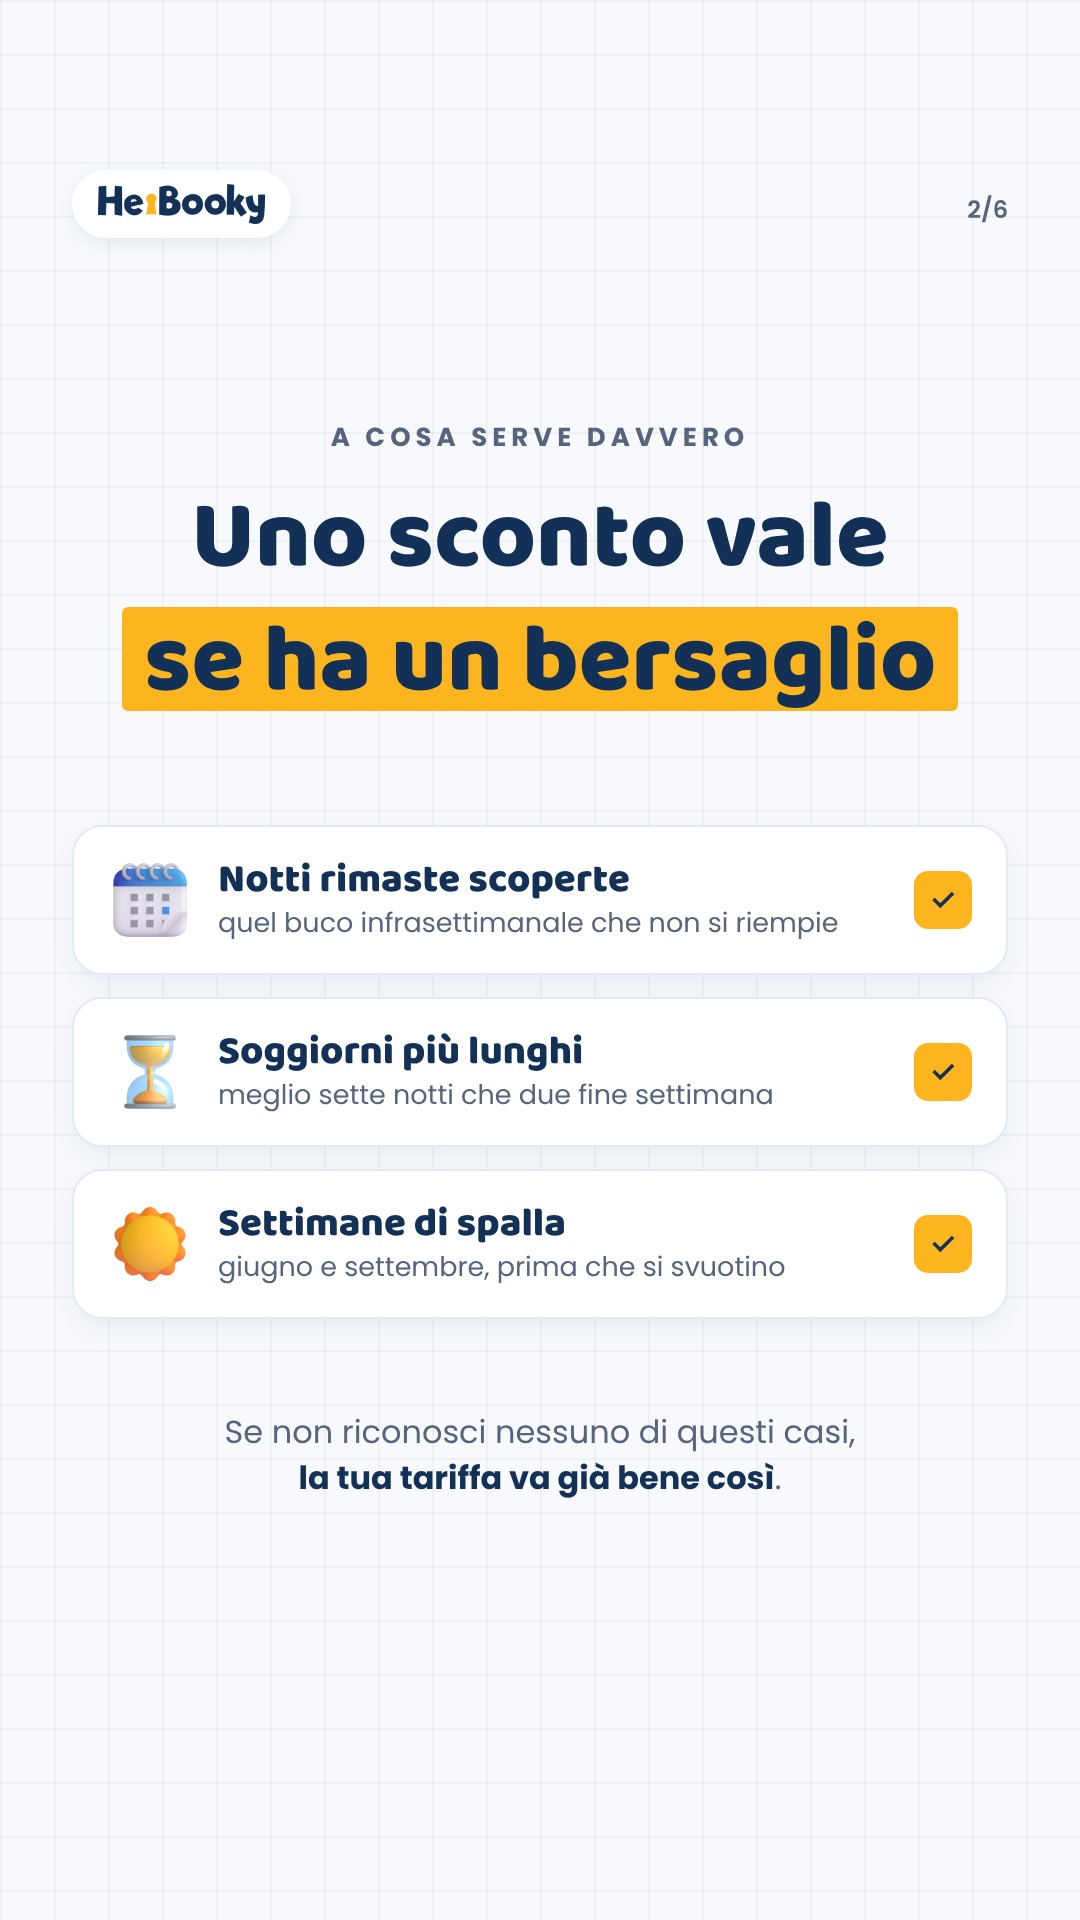 HeiBooky
2/6
A COSA SERVE DAVVERO
Uno sconto vale
se ha un bersaglio
Notti rimaste scoperte
quel buco infrasettimanale che non si riempie
Soggiorni più lunghi
meglio sette notti che due fine settimana
Settimane di spalla
giugno e settembre, prima che si svuotino
Se non riconosci nessuno di questi casi,
la tua tariffa va già bene così.